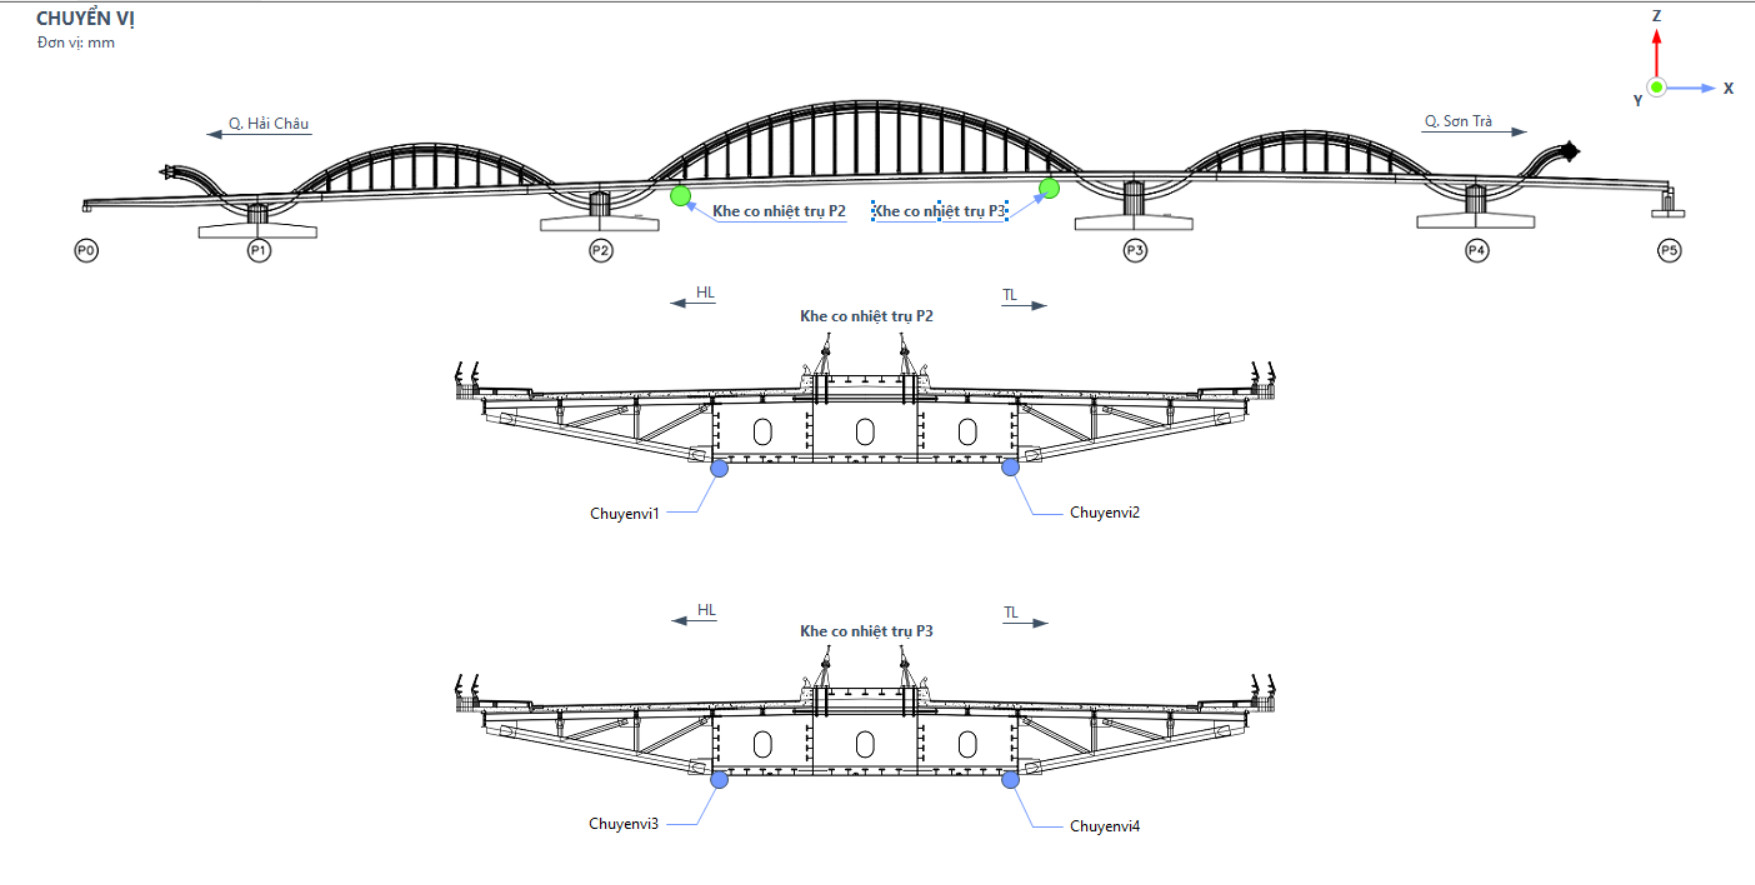 CHUYỂN VỊ
Đơn vị: mm
Z
X
Y
Q. Hải Châu
Q. Sơn Trà
Khe co nhiệt trụ P2
Khe co nhiệt trụ P3
P0
P1
P2
P3
P4
P5
HL
TL
Khe co nhiệt trụ P2
Chuyenvi1
Chuyenvi2
HL
TL
Khe co nhiệt trụ P3
Chuyenvi3
Chuyenvi4